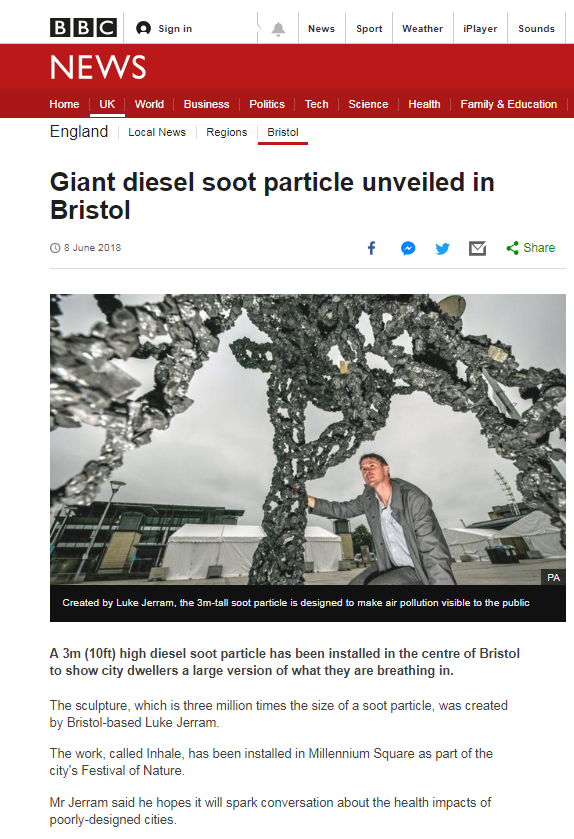 BBC Sign in News Sport Weather iPlayer Sounds
NEWS
Home UK World Business Politics Tech Science Health Family & Education
England Local News Regions Bristol
Giant diesel soot particle unveiled in
Bristol
8 June 2018 Share
PA
Created by Luke Jerram, the 3m-tall soot particle is designed to make air pollution visible to the public
A 3m (10ft) high diesel soot particle has been installed in the centre of Bristol
to show city dwellers a large version of what they are breathing in.
The sculpture, which is three million times the size of a soot particle, was created
by Bristol-based Luke Jerram.
The work, called Inhale, has been installed in Millennium Square as part of the
city's Festival of Nature.
Mr Jerram said he hopes it will spark conversation about the health impacts of
poorly-designed cities.